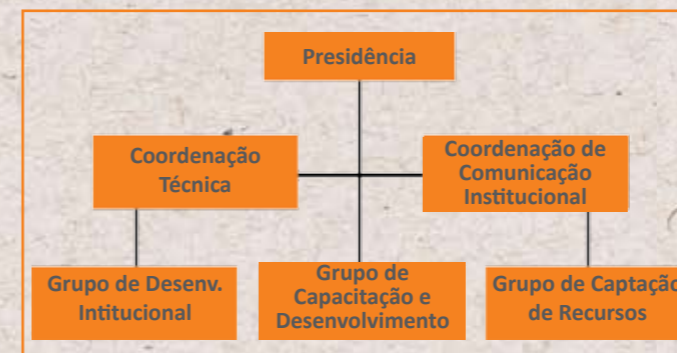 Presidência
Coordenação
Técnica
Coordenação de
Comunicação
Institucional
Grupo de Desenv.
Intitucional
Grupo de
Capacitação e
Desenvolvimento
Grupo de Captação
de Recursos